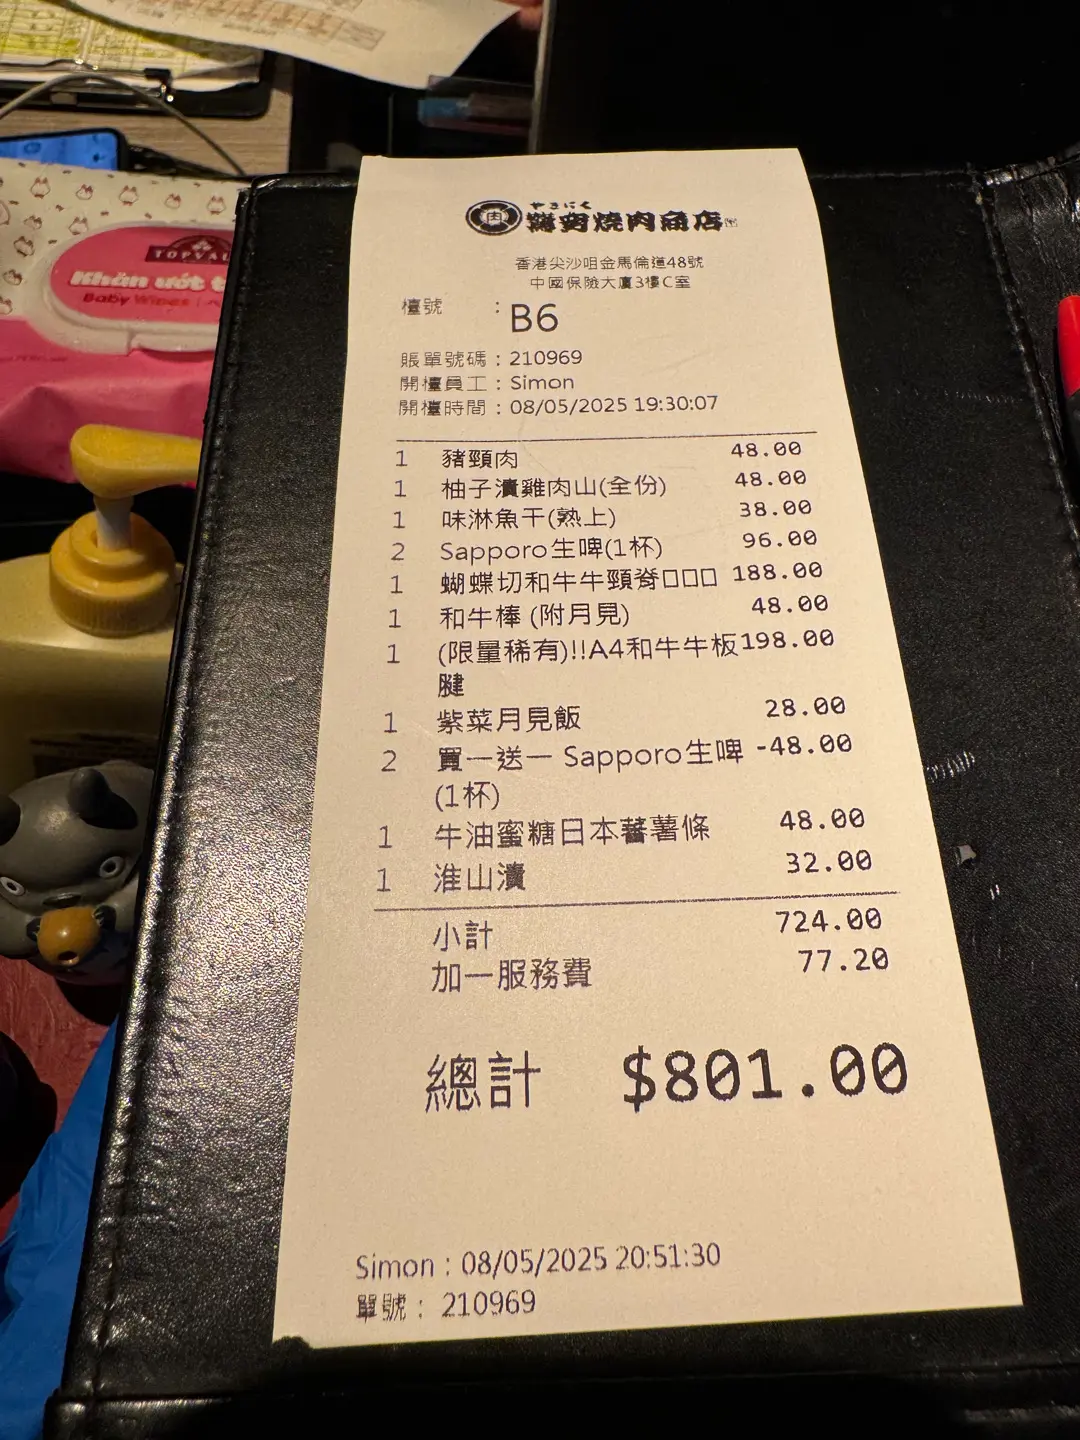 TOPVAL
Khăn ướt t
Baby Wipes
やきにく
肉
燒肉商店
香港尖沙咀金馬倫道48號
中國保險大廈3樓C室
檯號 : B6
賬單號碼 : 210969
開檯員工 : Simon
開檯時間 : 08/05/2025 19:30:07
1 豬頸肉 48.00
1 柚子漬雞肉山(全份) 48.00
1 味淋魚干(熟上) 38.00
2 Sapporo生啤(1杯) 96.00
1 蝴蝶切和牛牛頸脊□□□ 188.00
1 和牛棒 (附月見) 48.00
1 (限量稀有)!!A4和牛牛板 198.00
腱
1 紫菜月見飯 28.00
2 買一送一 Sapporo生啤 -48.00
(1杯)
1 牛油蜜糖日本蕃薯條 48.00
1 淮山漬 32.00
小計 724.00
加一服務費 77.20
總計 $801.00
Simon : 08/05/2025 20:51:30
單號 : 210969